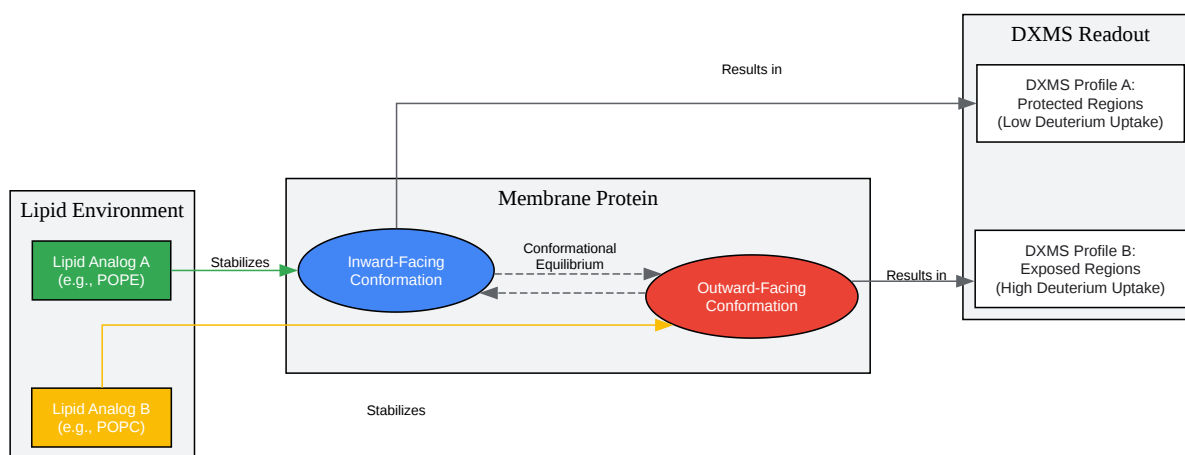 DXMS Readout
Results in
DXMS Profile A:
Protected Regions
(Low Deuterium Uptake)
Membrane Protein
Lipid Environment
Lipid Analog A
(e.g., POPE)
Stabilizes
Inward-Facing
Conformation
Conformational
Equilibrium
Outward-Facing
Conformation
Results in
DXMS Profile B:
Exposed Regions
(High Deuterium Uptake)
Lipid Analog B
(e.g., POPC)
Stabilizes